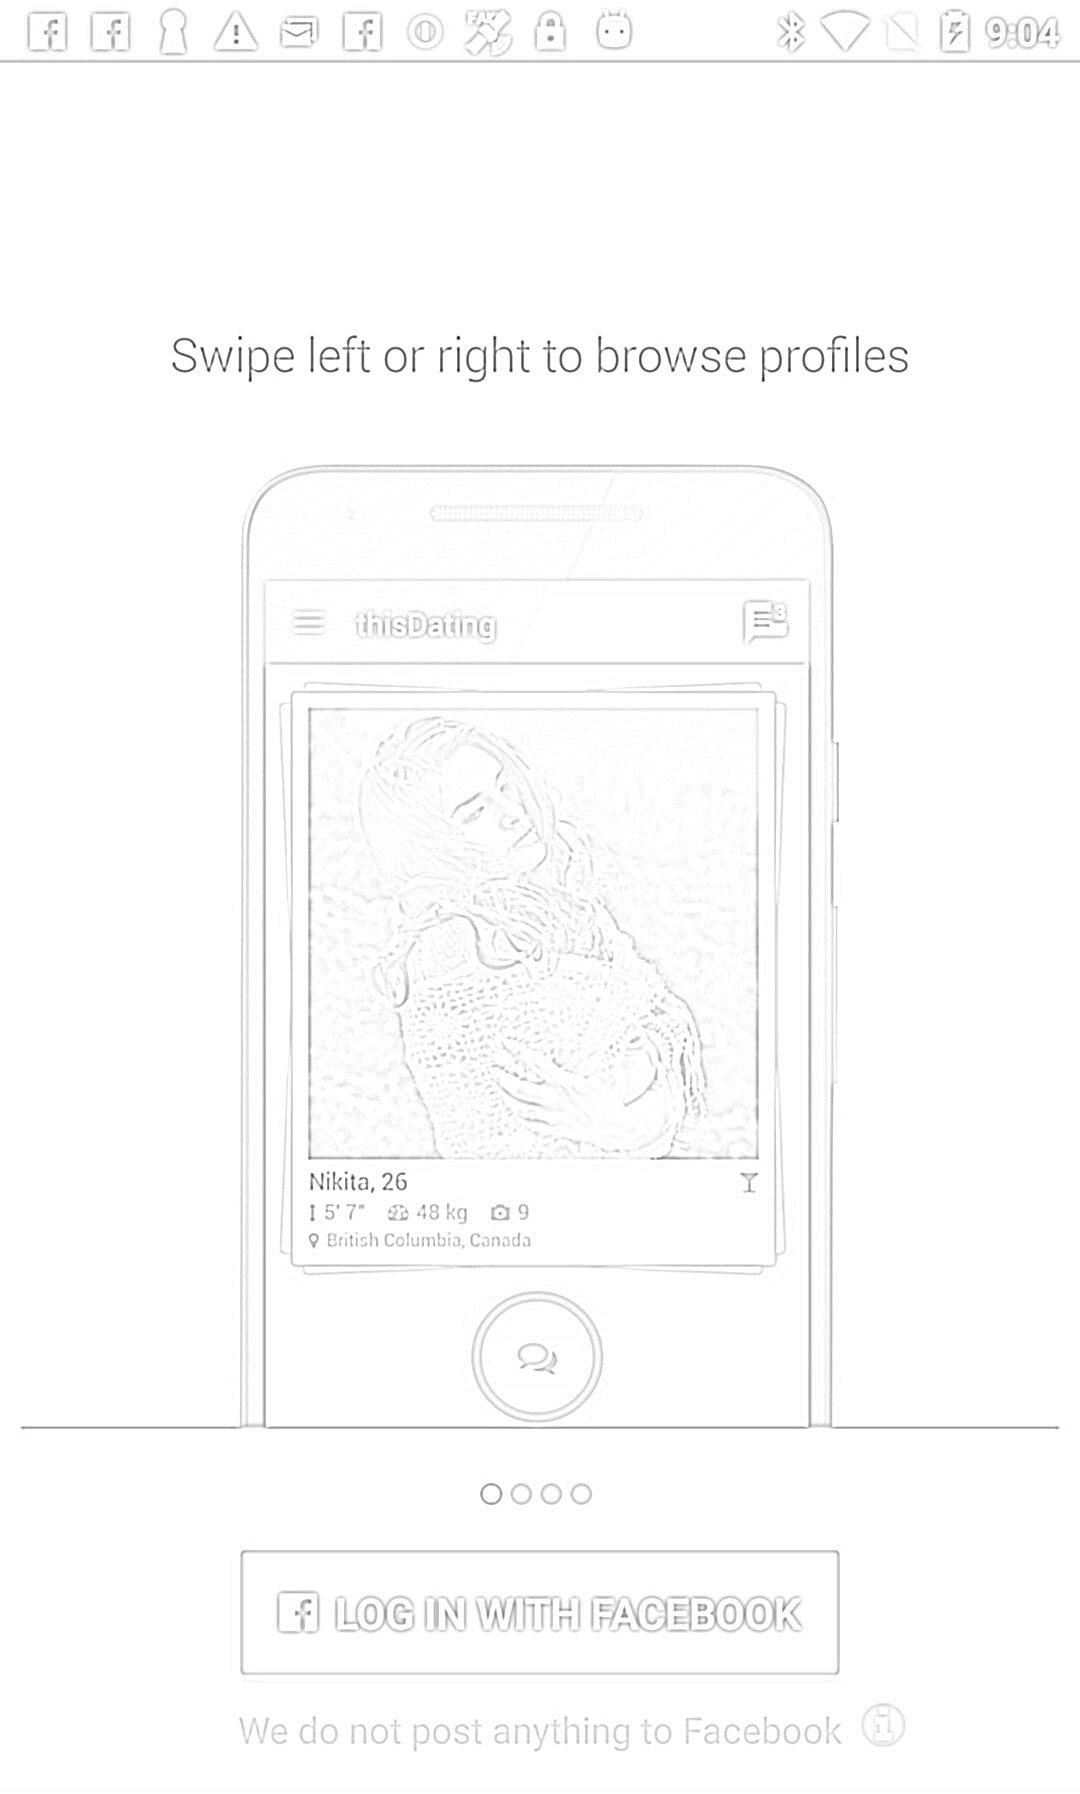 9:04
Swipe left or right to browse profiles
thisDating
3
Nikita, 26
5' 7" 48 kg 9
British Columbia, Canada
LOG IN WITH FACEBOOK
We do not post anything to Facebook